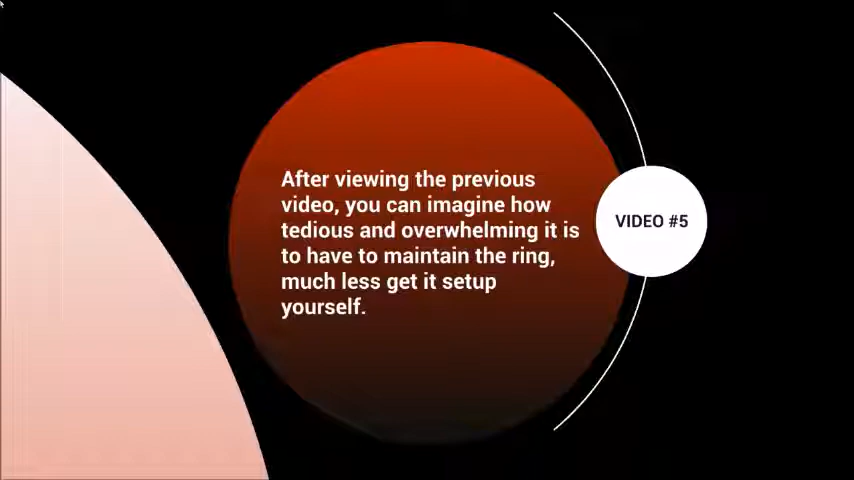 After viewing the previous
video, you can imagine how
tedious and overwhelming it is
to have to maintain the ring,
much less get it setup
yourself.
VIDEO #5